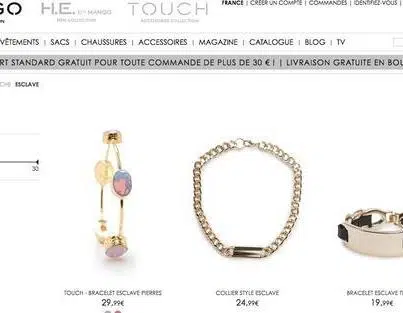 GO H.E. BY MANGO TOUCH
FRANCE | CRÉER UN COMPTE | COMMANDES | IDENTIFIEZ-VOUS |
MEN COLLECTION ACCESSORIES COLLECTION
VÊTEMENTS | SACS | CHAUSSURES | ACCESSOIRES | MAGAZINE | CATALOGUE | BLOG | TV
RT STANDARD GRATUIT POUR TOUTE COMMANDE DE PLUS DE 30 € ! | LIVRAISON GRATUITE EN BOU
CHE ESCLAVE
30
TOUCH - BRACELET ESCLAVE PIERRES
29,99€
COLLIER STYLE ESCLAVE
24,99€
BRACELET ESCLAVE T
19,99€